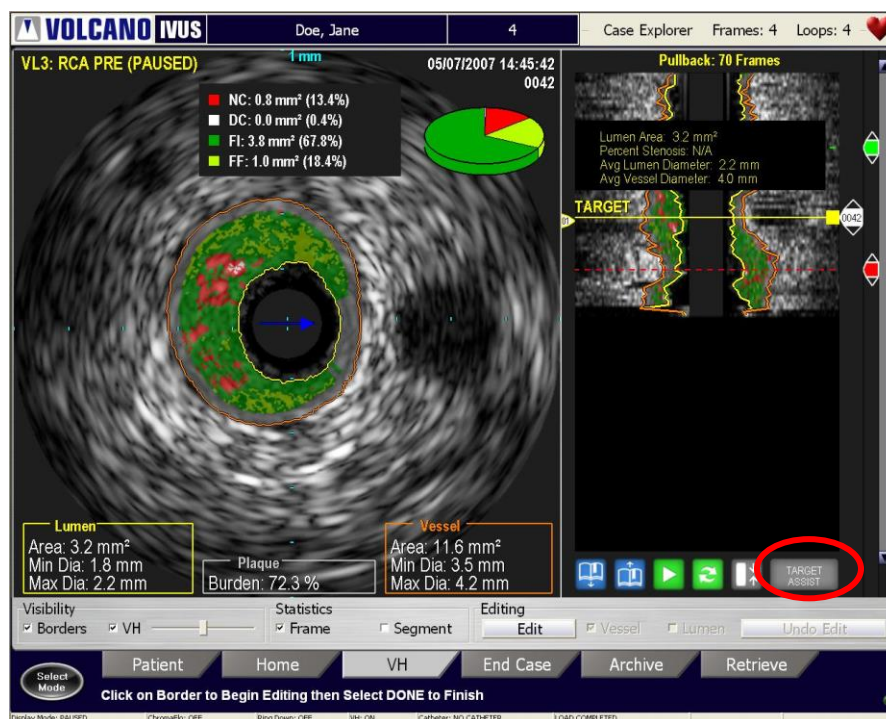 VOLCANO IVUS
Doe, Jane
4
Case Explorer Frames: 4 Loops: 4
VL3: RCA PRE (PAUSED)
1 mm
05/07/2007 14:45:42
0042
NC: 0.8 mm² (13.4%)
DC: 0.0 mm² (0.4%)
FI: 3.8 mm² (67.8%)
FF: 1.0 mm² (18.4%)
Pullback: 70 Frames
Lumen Area: 3.2 mm²
Percent Stenosis: N/A
Avg Lumen Diameter: 2.2 mm
Avg Vessel Diameter: 4.0 mm
TARGET
0042
Lumen
Area: 3.2 mm²
Min Dia: 1.8 mm
Max Dia: 2.2 mm
Plaque
Burden: 72.3 %
Vessel
Area: 11.6 mm²
Min Dia: 3.5 mm
Max Dia: 4.2 mm
TARGET
ASSIST
Visibility
Borders VH
Statistics
Frame Segment
Editing
Edit Vessel Lumen Undo Edit
Select
Mode
Patient Home VH End Case Archive Retrieve
Click on Border to Begin Editing then Select DONE to Finish
Display Mode: PAUSED ChromaFlo: OFF Ring Down: OFF VH: ON Catheter: NO CATHETER LOAD COMPLETED